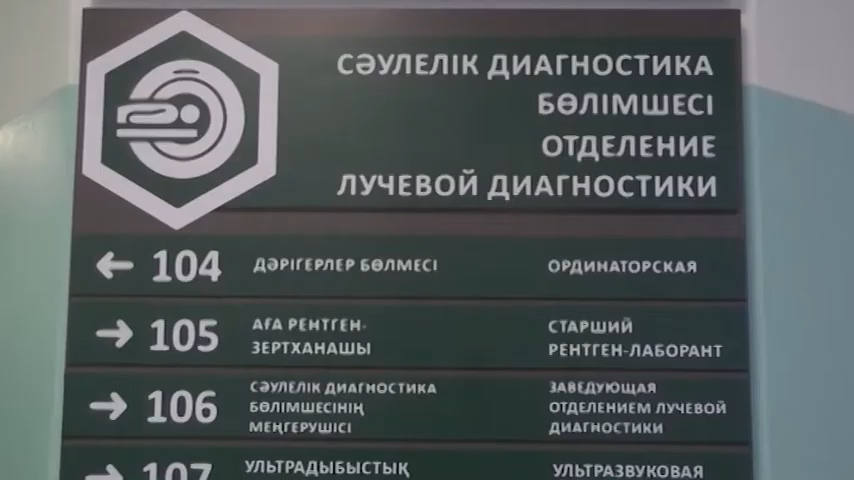 СӘУЛЕЛІК ДИАГНОСТИКА
БӨЛІМШЕСІ
ОТДЕЛЕНИЕ
ЛУЧЕВОЙ ДИАГНОСТИКИ
← 104 ДӘРІГЕРЛЕР БӨЛМЕСІ ОРДИНАТОРСКАЯ
→ 105
АҒА РЕНТГЕН-
ЗЕРТХАНАШЫ
СТАРШИЙ
РЕНТГЕН-ЛАБОРАНТ
→ 106
СӘУЛЕЛІК ДИАГНОСТИКА
БӨЛІМШЕСІНІҢ
МЕҢГЕРУШІСІ
ЗАВЕДУЮЩАЯ
ОТДЕЛЕНИЕМ ЛУЧЕВОЙ
ДИАГНОСТИКИ
→ 107
УЛЬТРАДЫБЫСТЫҚ
УЛЬТРАЗВУКОВАЯ